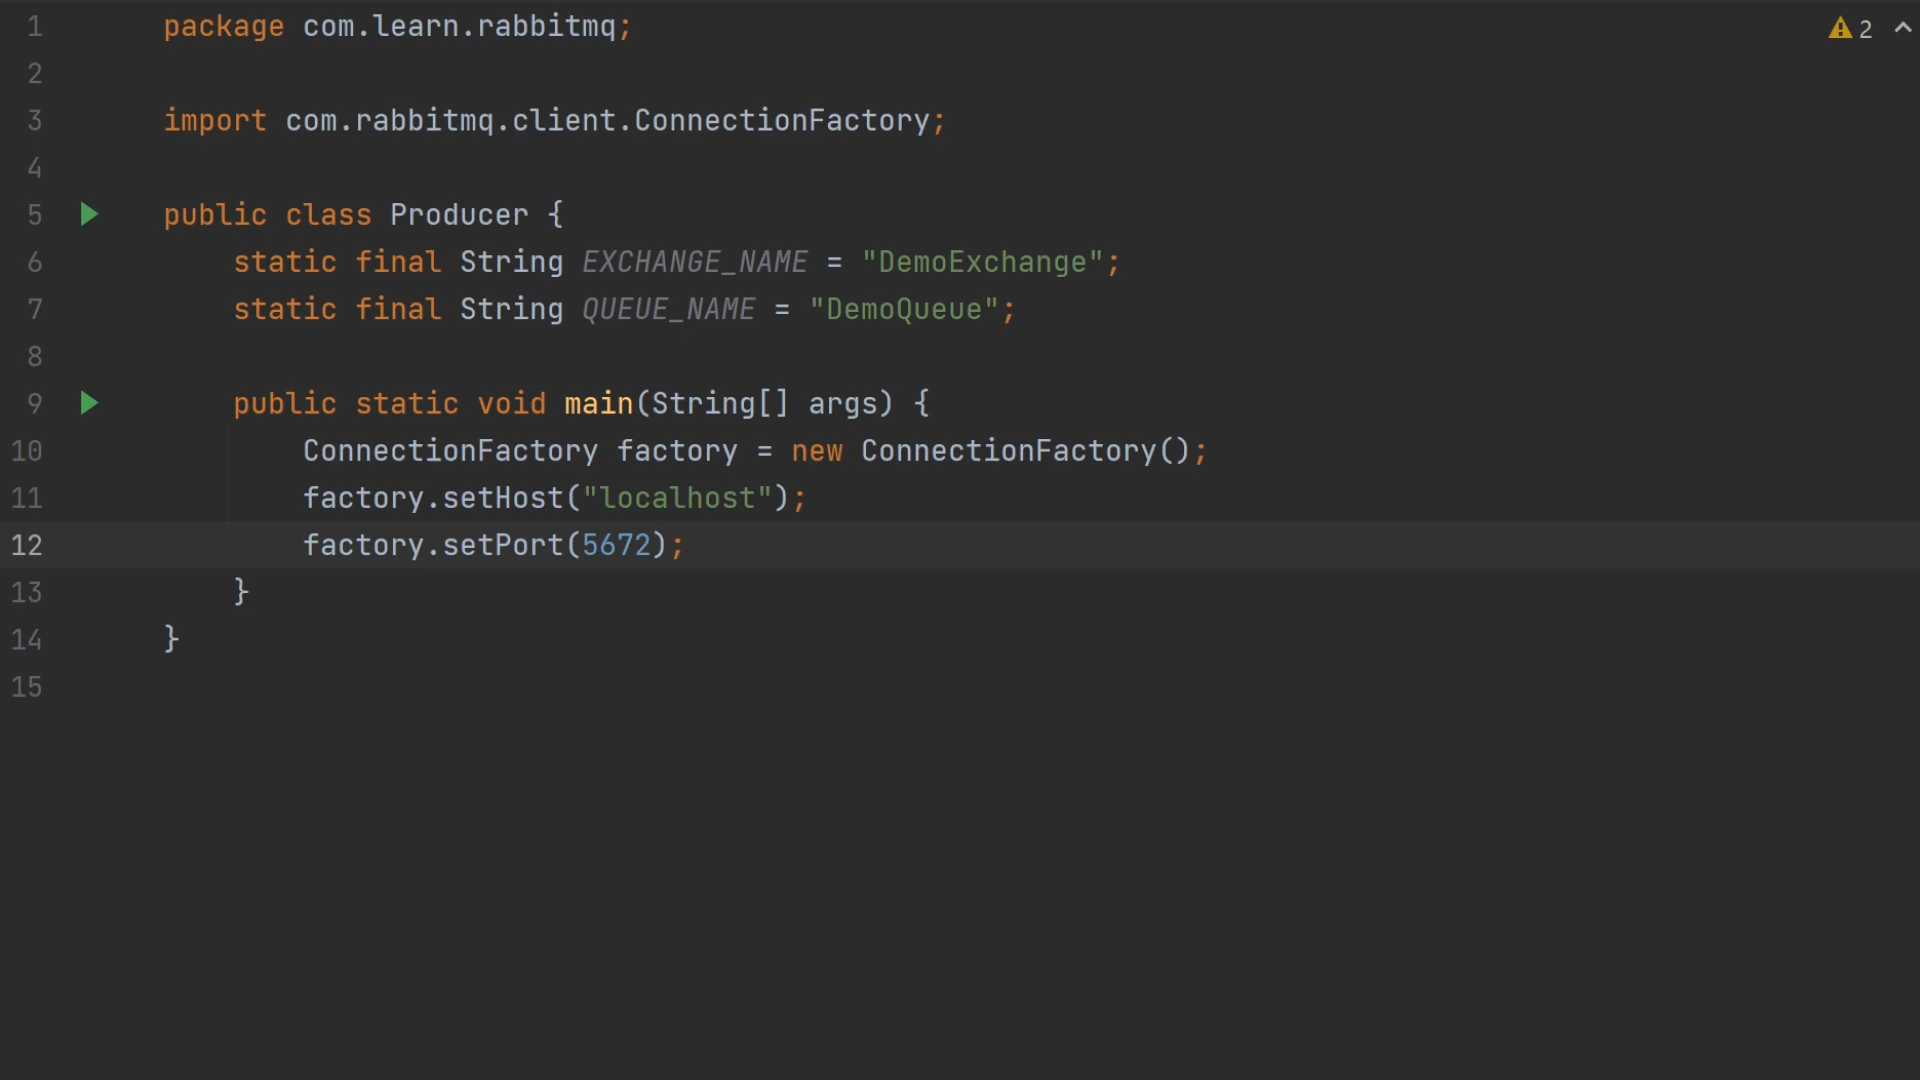 1 package com.learn.rabbitmq; 2
2
3 import com.rabbitmq.client.ConnectionFactory;
4
5 public class Producer {
6 static final String EXCHANGE_NAME = "DemoExchange";
7 static final String QUEUE_NAME = "DemoQueue";
8
9 public static void main(String[] args) {
10 ConnectionFactory factory = new ConnectionFactory();
11 factory.setHost("localhost");
12 factory.setPort(5672);
13 }
14 }
15